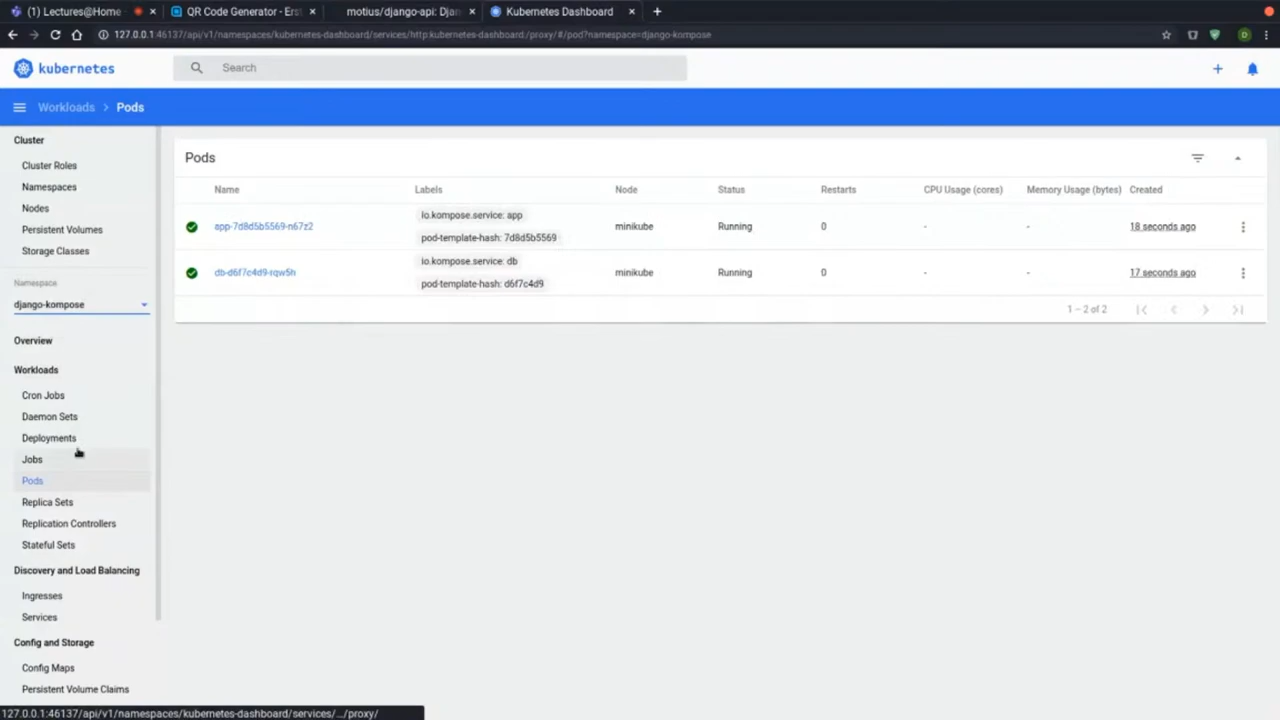 (1) Lectures@Home
QR Code Generator - Erst
motius/django-api: Djan
Kubernetes Dashboard
127.0.0.1:46137/api/v1/namespaces/kubernetes-dashboard/services/http:kubernetes-dashboard:/proxy/#/pod?namespace=django-kompose
D
kubernetes
Search
Workloads > Pods
Cluster
Cluster Roles
Namespaces
Nodes
Persistent Volumes
Storage Classes
Namespace
django-kompose
Overview
Workloads
Cron Jobs
Daemon Sets
Deployments
Jobs
Pods
Replica Sets
Replication Controllers
Stateful Sets
Discovery and Load Balancing
Ingresses
Services
Config and Storage
Config Maps
Persistent Volume Claims
Pods
Name Labels Node Status Restarts CPU Usage (cores) Memory Usage (bytes) Created
io.kompose.service: app
app-7d8d5b5569-n67z2 minikube Running 0 - - 18 seconds ago
pod-template-hash: 7d8d5b5569
io.kompose.service: db
db-d6f7c4d9-rqw5h minikube Running 0 - - 17 seconds ago
pod-template-hash: d6f7c4d9
1 – 2 of 2
127.0.0.1:46137/api/v1/namespaces/kubernetes-dashboard/services/…/proxy/